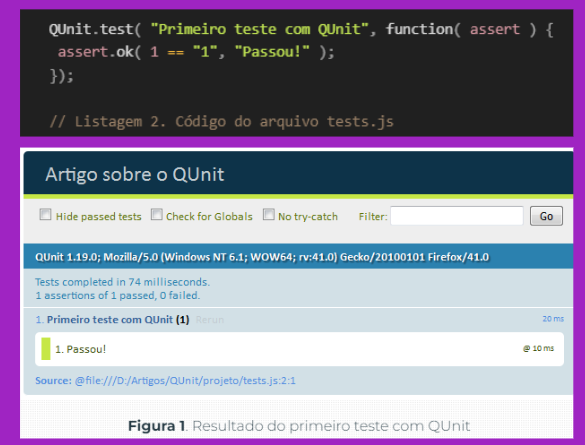 QUnit.test( "Primeiro teste com QUnit", function( assert ) {
assert.ok( 1 == "1", "Passou!" );
});
// Listagem 2. Código do arquivo tests.js
Artigo sobre o QUnit
Hide passed tests Check for Globals No try-catch Filter: Go
QUnit 1.19.0; Mozilla/5.0 (Windows NT 6.1; WOW64; rv:41.0) Gecko/20100101 Firefox/41.0
Tests completed in 74 milliseconds.
1 assertions of 1 passed, 0 failed.
1. Primeiro teste com QUnit (1) Rerun 20 ms
1. Passou! @ 10 ms
Source: @file:///D:/Artigos/QUnit/projeto/tests.js:2:1
Figura 1. Resultado do primeiro teste com QUnit